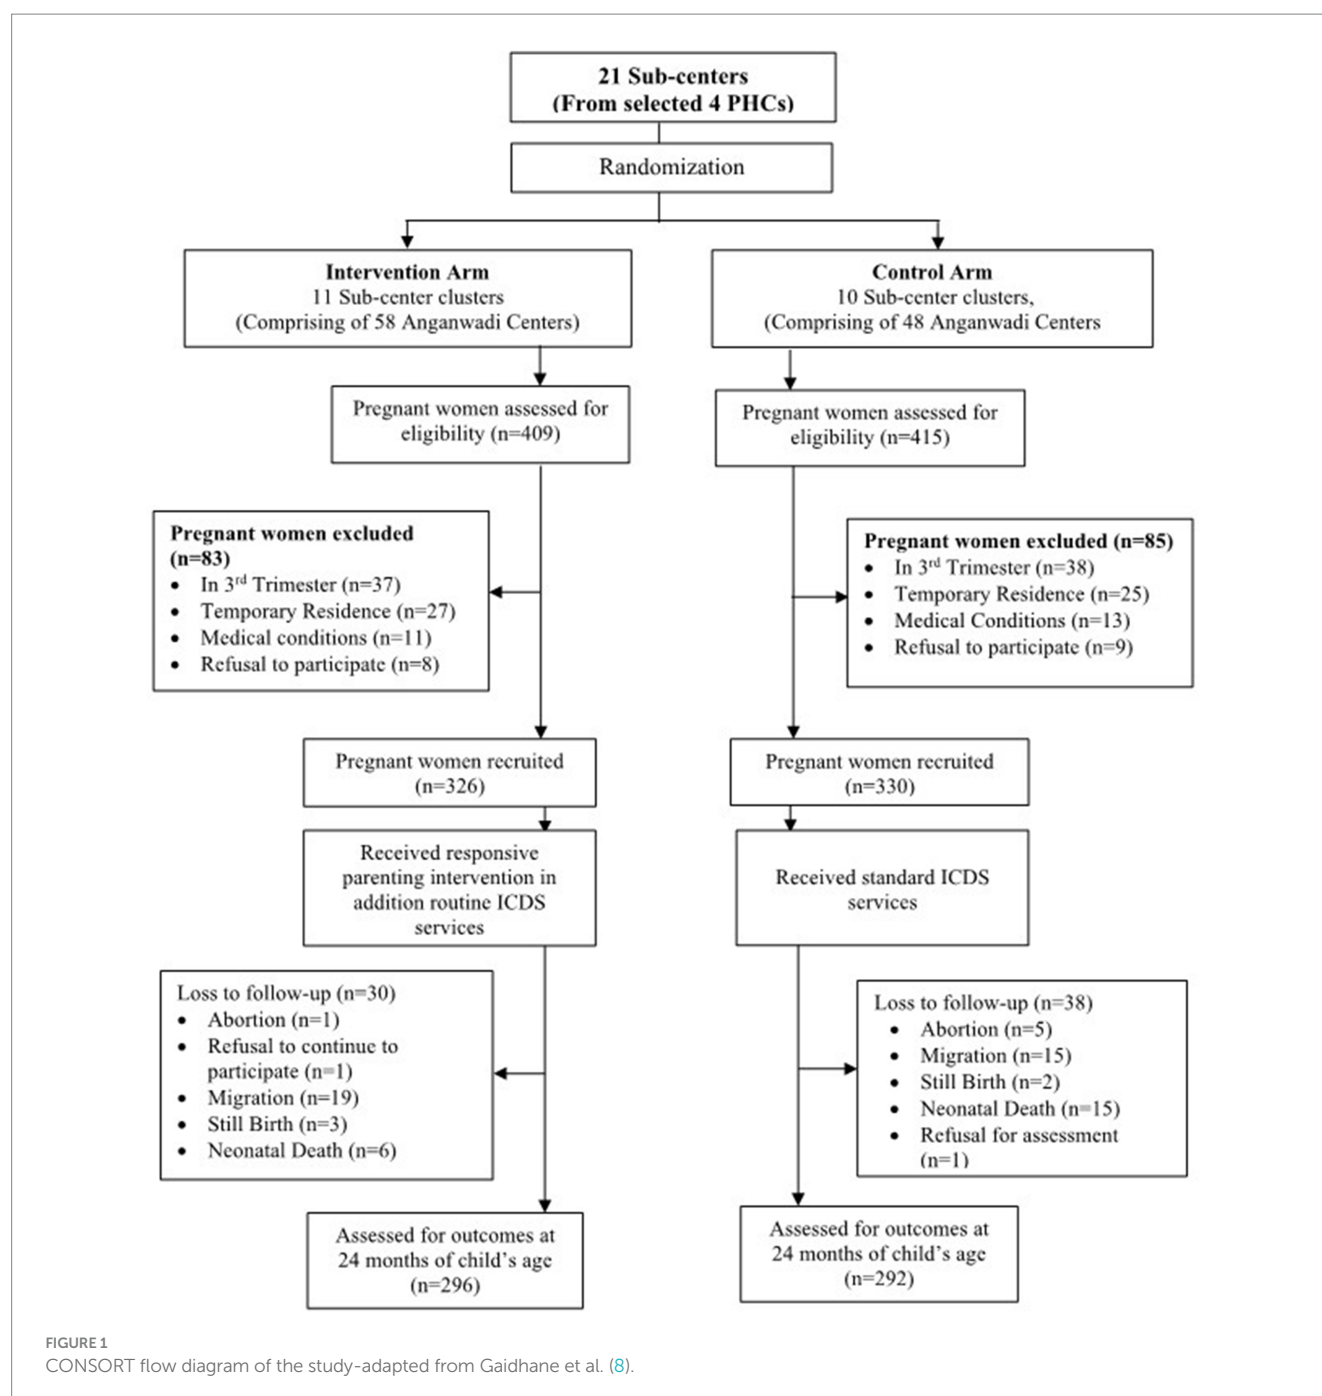 21 Sub-centers
(From selected 4 PHCs)
Randomization
Intervention Arm
11 Sub-center clusters
(Comprising of 58 Anganwadi Centers)
Control Arm
10 Sub-center clusters,
(Comprising of 48 Anganwadi Centers
Pregnant women assessed for
eligibility (n=409)
Pregnant women assessed for
eligibility (n=415)
Pregnant women excluded
(n=83)
• In 3rd Trimester (n=37)
• Temporary Residence (n=27)
• Medical conditions (n=11)
• Refusal to participate (n=8)
Pregnant women excluded (n=85)
• In 3rd Trimester (n=38)
• Temporary Residence (n=25)
• Medical Conditions (n=13)
• Refusal to participate (n=9)
Pregnant women recruited
(n=326)
Pregnant women recruited
(n=330)
Received responsive
parenting intervention in
addition routine ICDS
services
Received standard ICDS
services
Loss to follow-up (n=30)
• Abortion (n=1)
• Refusal to continue to
participate (n=1)
• Migration (n=19)
• Still Birth (n=3)
• Neonatal Death (n=6)
Loss to follow-up (n=38)
• Abortion (n=5)
• Migration (n=15)
• Still Birth (n=2)
• Neonatal Death (n=15)
• Refusal for assessment
(n=1)
Assessed for outcomes at
24 months of child's age
(n=296)
Assessed for outcomes at
24 months of child's age
(n=292)
FIGURE 1
CONSORT flow diagram of the study-adapted from Gaidhane et al. (8).